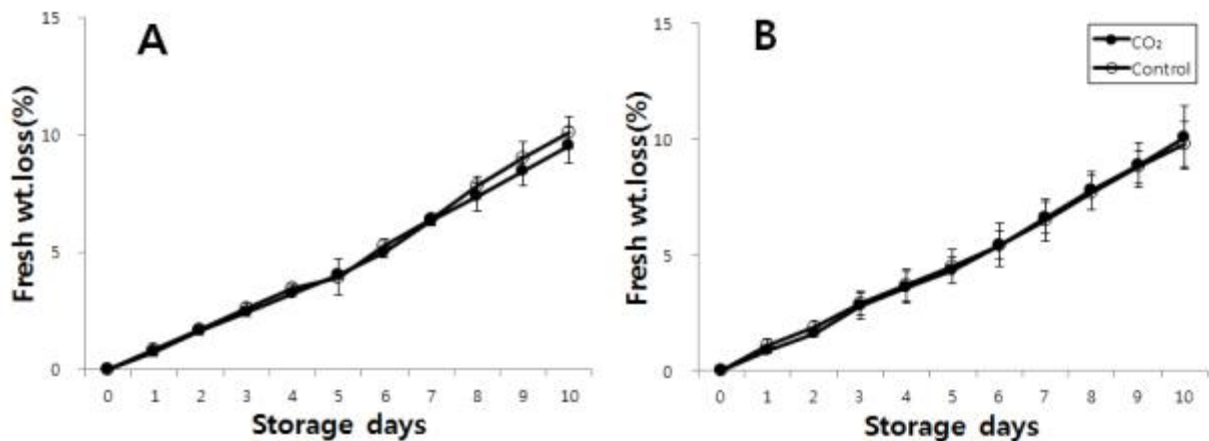 A
Fresh wt.loss(%)
15
10
5
0
0 1 2 3 4 5 6 7 8 9 10
Storage days
B
CO₂
Control
Fresh wt.loss(%)
15
10
5
0
0 1 2 3 4 5 6 7 8 9 10
Storage days